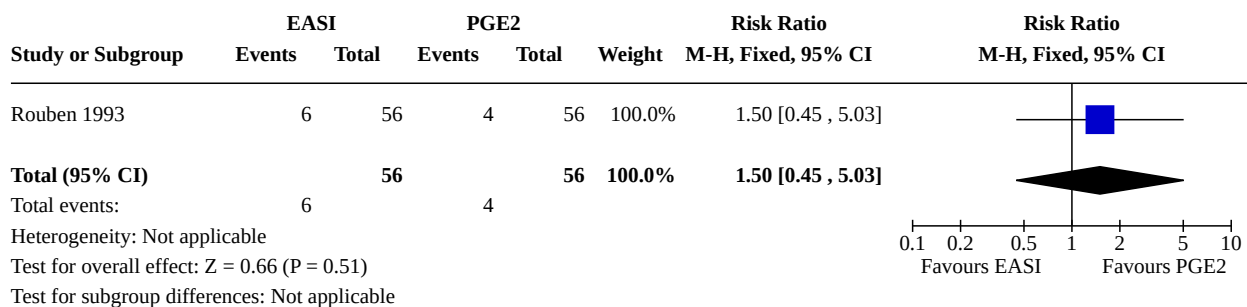 EASI PGE2 Risk Ratio Risk Ratio
Study or Subgroup Events Total Events Total Weight M-H, Fixed, 95% CI M-H, Fixed, 95% CI
Rouben 1993 6 56 4 56 100.0% 1.50 [0.45 , 5.03]
Total (95% CI) 56 56 100.0% 1.50 [0.45 , 5.03]
Total events: 6 4
Heterogeneity: Not applicable
0.1 0.2 0.5 1 2 5 10
Test for overall effect: Z = 0.66 (P = 0.51)
Favours EASI Favours PGE2
Test for subgroup differences: Not applicable